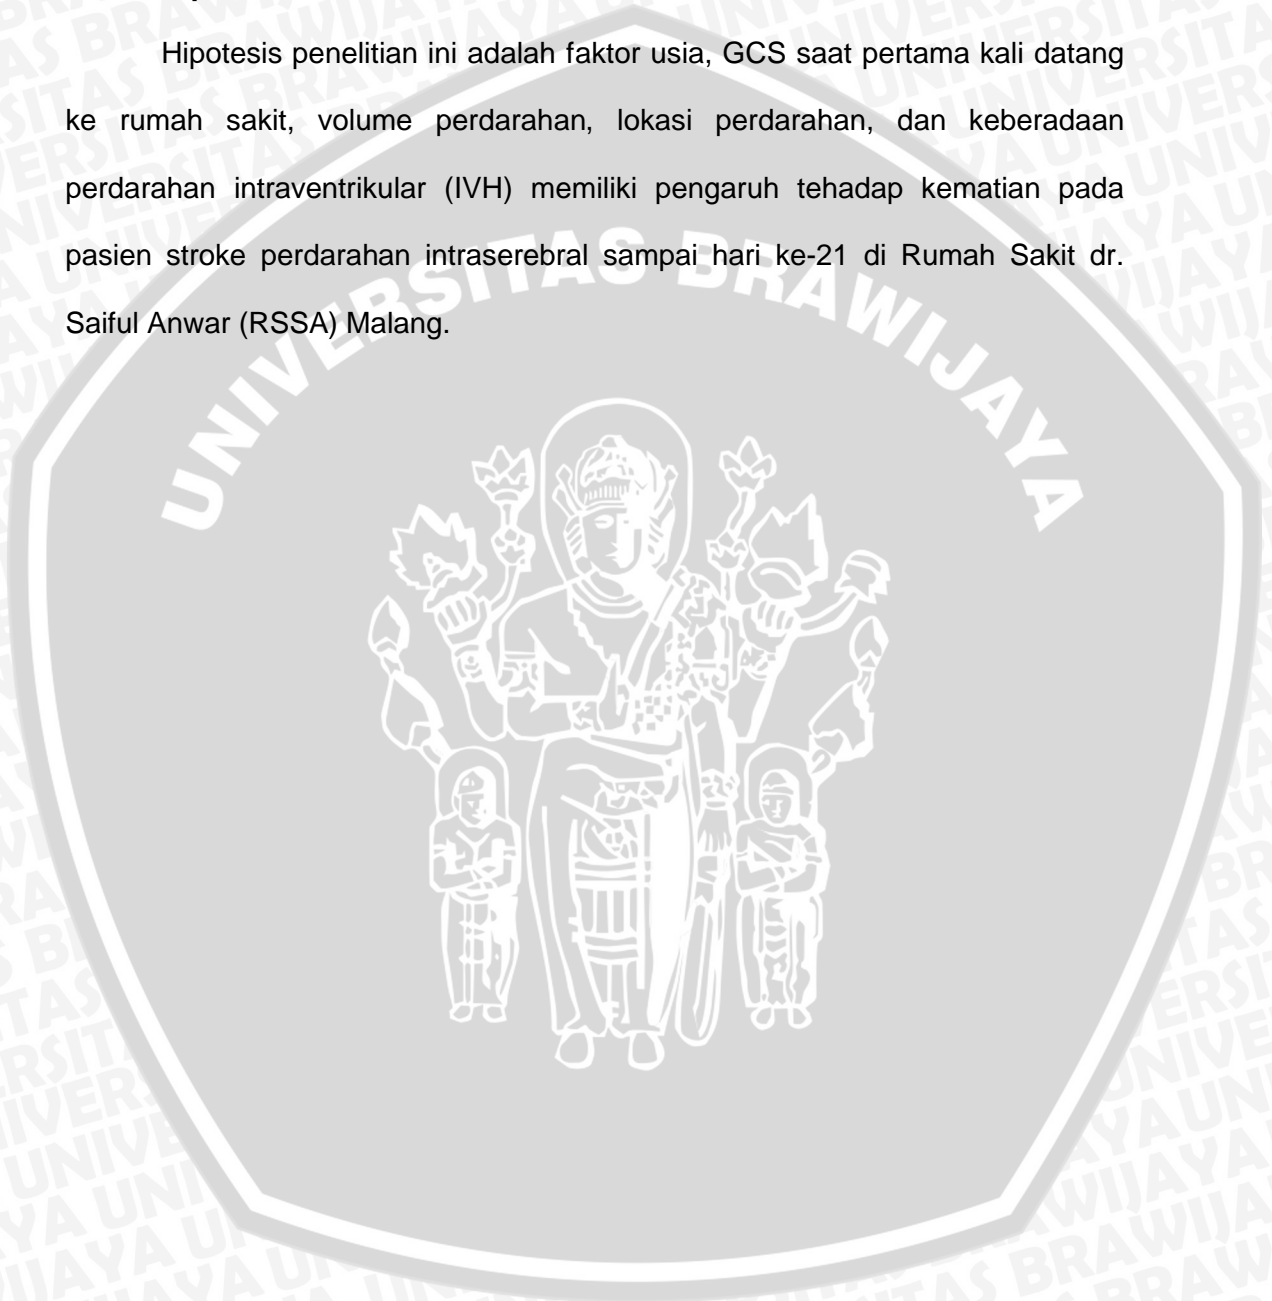 Hipotesis penelitian ini adalah faktor usia, GCS saat pertama kali datang
ke rumah sakit, volume perdarahan, lokasi perdarahan, dan keberadaan
perdarahan intraventrikular (IVH) memiliki pengaruh tehadap kematian pada
pasien stroke perdarahan intraserebral sampai hari ke-21 di Rumah Sakit dr.
Saiful Anwar (RSSA) Malang.
UNIVERSITAS BRAWIJAYA